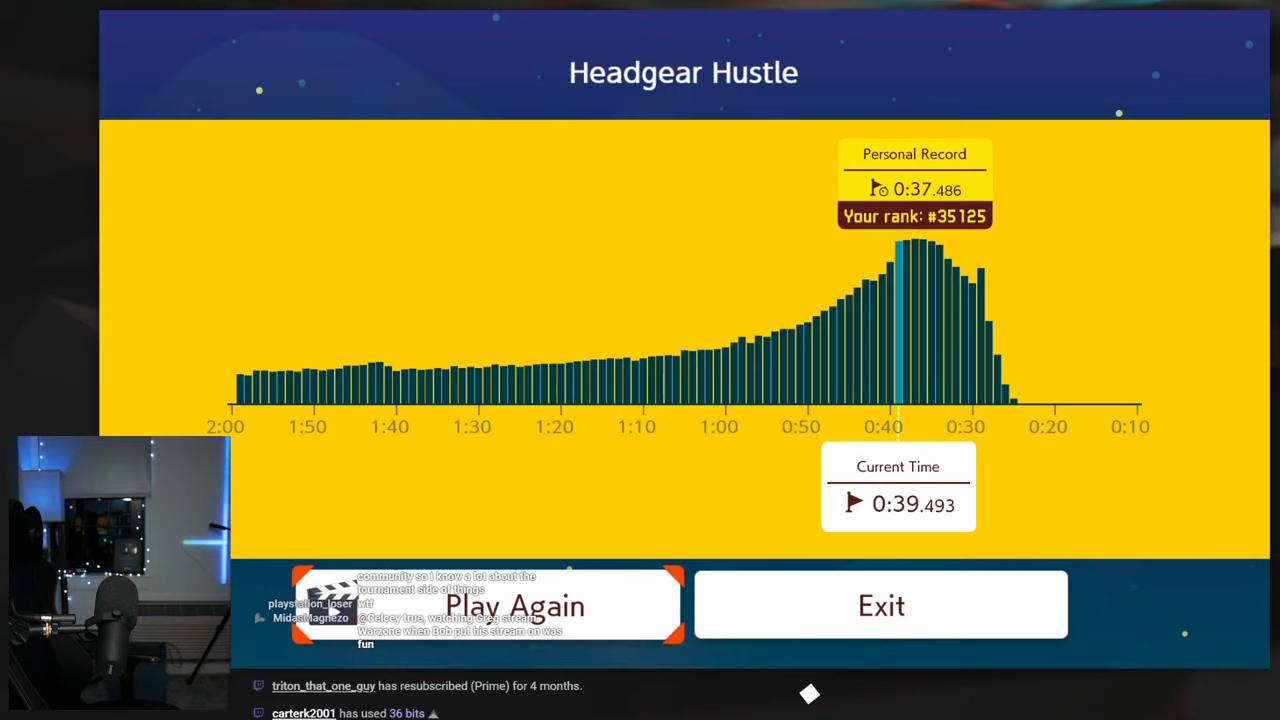 Headgear Hustle
Personal Record
0:37.486
Your rank: #35125
2:00 1:50 1:40 1:30 1:20 1:10 1:00 0:50 0:40 0:30 0:20 0:10
Current Time
0:39.493
Play Again
Exit
community so I know a lot about the
tournament side of things
playstation_loser wtf
MidasMagnezo @Celcey true, watching Greg stream
Warzone when Bob put his stream on was
fun
triton_that_one_guy has resubscribed (Prime) for 4 months.
carterk2001 has used 36 bits